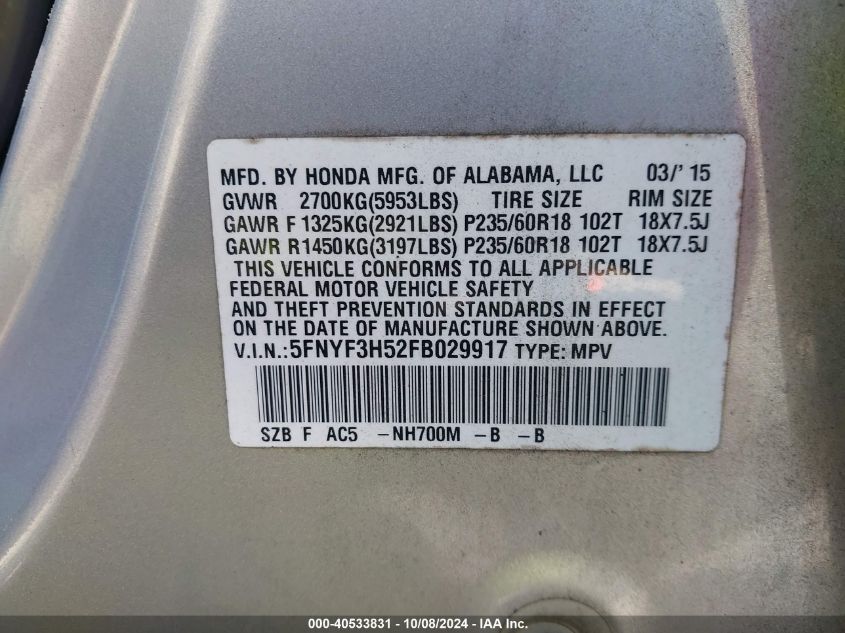 MFD. BY HONDA MFG. OF ALABAMA, LLC 03/'15
GVWR 2700KG(5953LBS) TIRE SIZE RIM SIZE
GAWR F 1325KG(2921LBS) P235/60R18 102T 18X7.5J
GAWR R1450KG(3197LBS) P235/60R18 102T 18X7.5J
THIS VEHICLE CONFORMS TO ALL APPLICABLE
FEDERAL MOTOR VEHICLE SAFETY
AND THEFT PREVENTION STANDARDS IN EFFECT
ON THE DATE OF MANUFACTURE SHOWN ABOVE.
V.I.N.:5FNYF3H52FB029917 TYPE: MPV
SZB F AC5 -NH700M -B -B
000-40533831 - 10/08/2024 - IAA Inc.